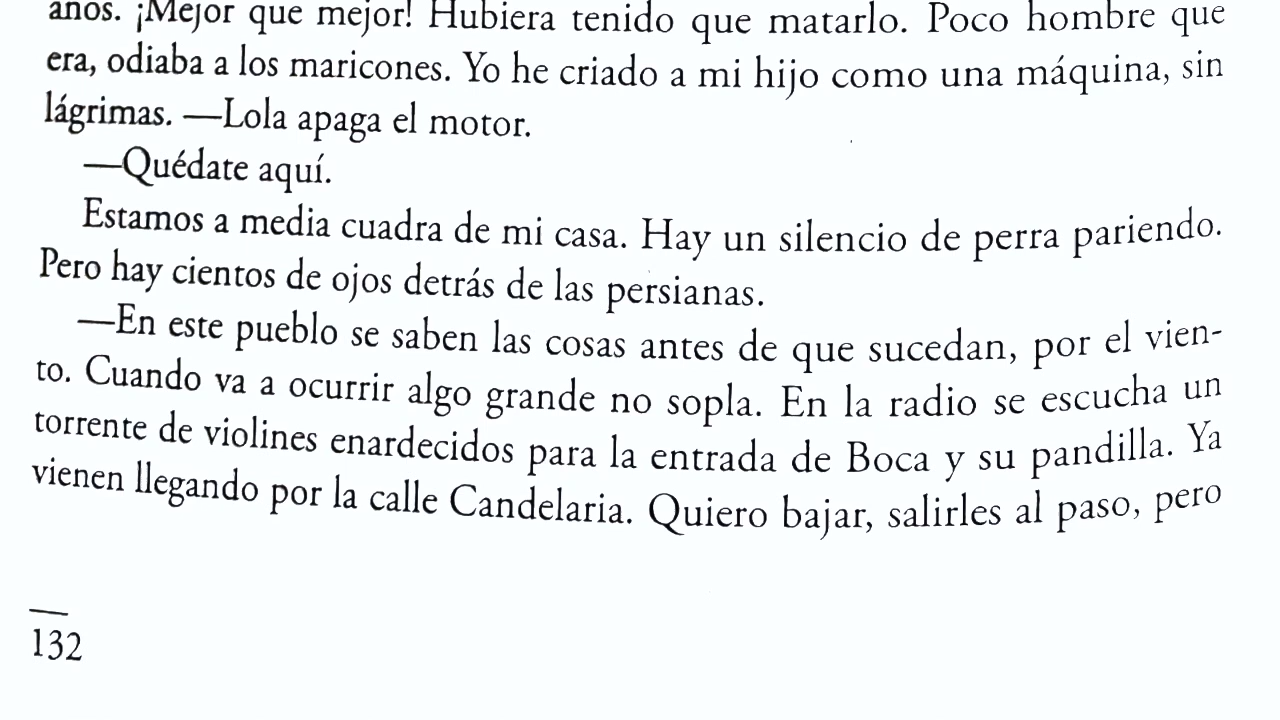 anos. ¡Mejor que mejor! Hubiera tenido que matarlo. Poco hombre que
era, odiaba a los maricones. Yo he criado a mi hijo como una máquina, sin
lágrimas. —Lola apaga el motor.
—Quédate aquí.
Estamos a media cuadra de mi casa. Hay un silencio de perra pariendo.
Pero hay cientos de ojos detrás de las persianas.
—En este pueblo se saben las cosas antes de que sucedan, por el vien-
to. Cuando va a ocurrir algo grande no sopla. En la radio se escucha un
torrente de violines enardecidos para la entrada de Boca y su pandilla. Ya
vienen llegando por la calle Candelaria. Quiero bajar, salirles al paso, pero
132